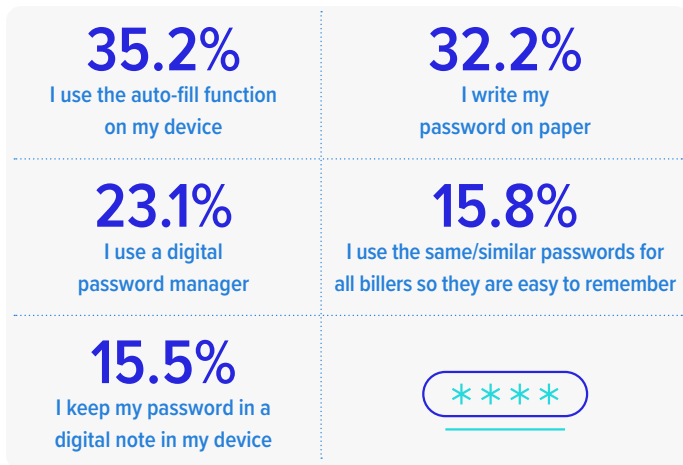 35.2%
I use the auto-fill function
on my device
32.2%
I write my
password on paper
23.1%
I use a digital
password manager
15.8%
I use the same/similar passwords for
all billers so they are easy to remember
15.5%
I keep my password in a
digital note in my device
****